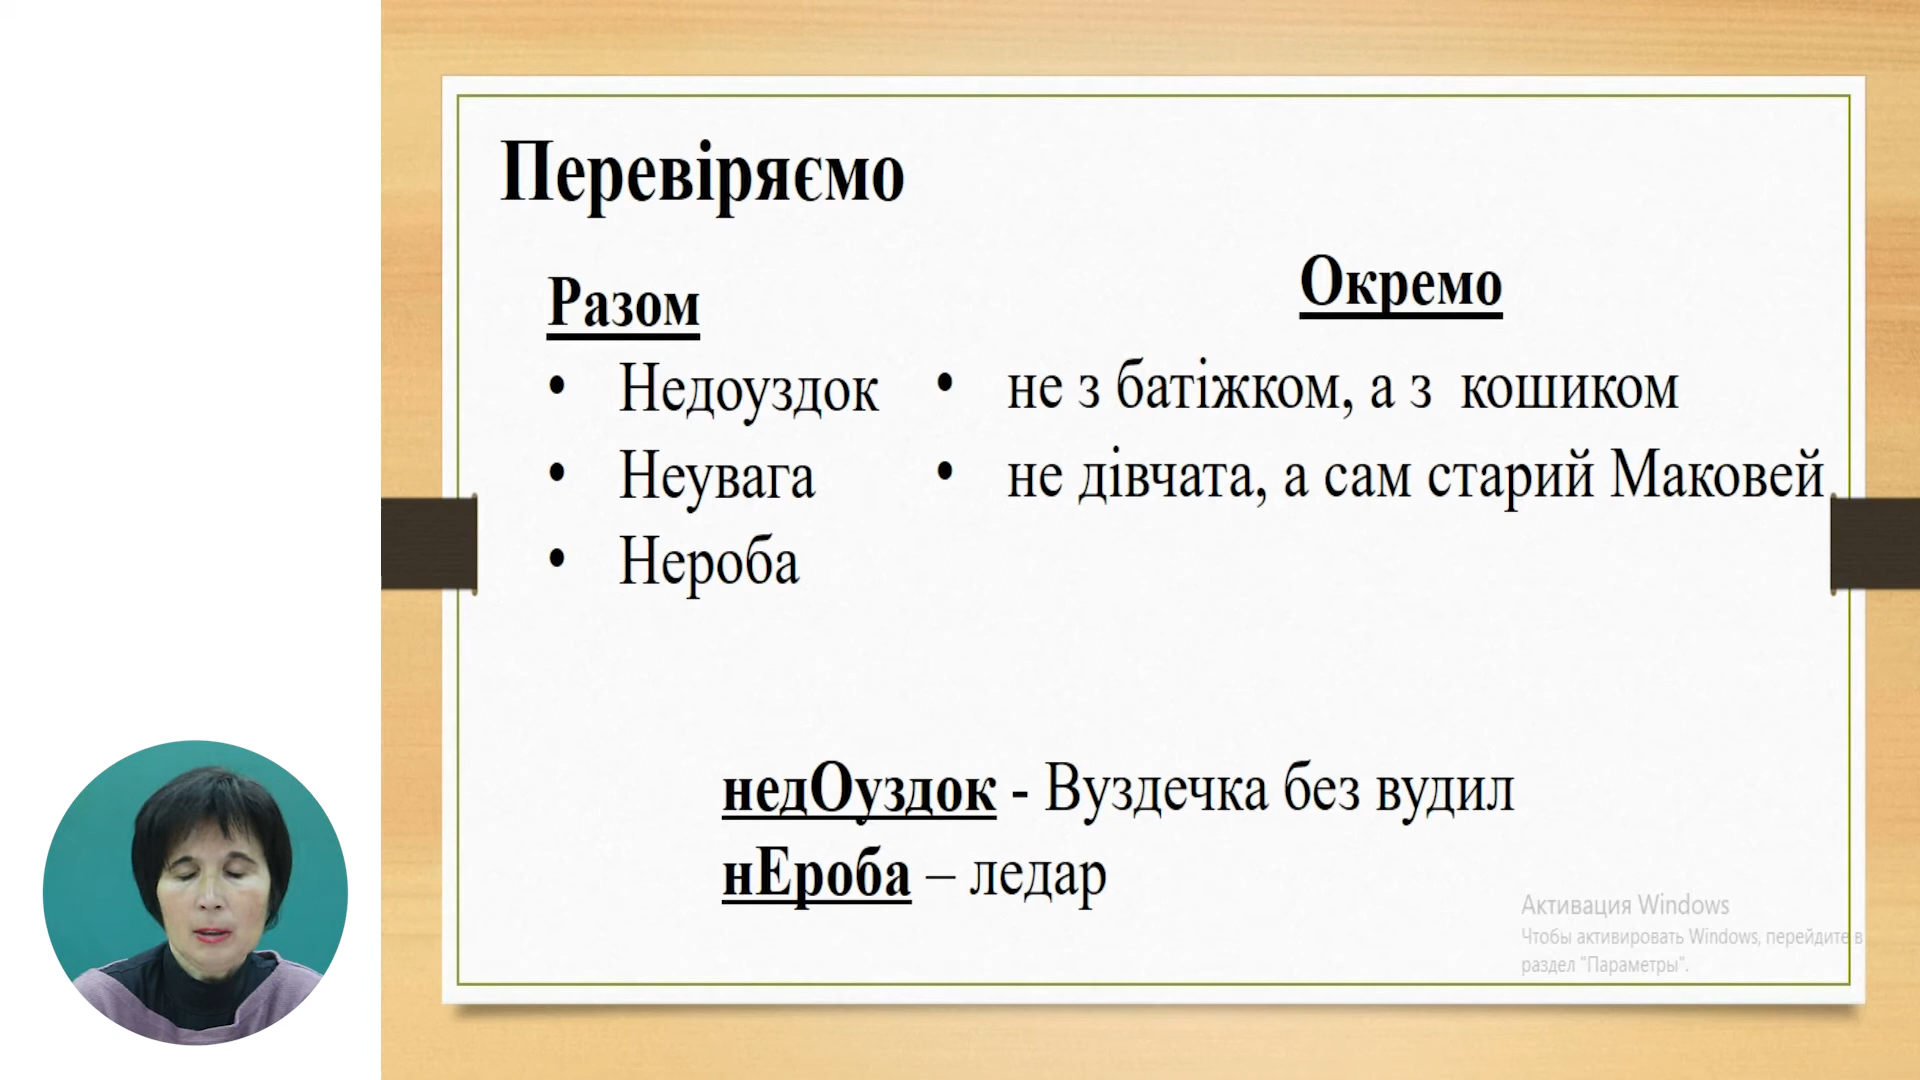 Перевіряємо
Разом
• Недоуздок
• Неувага
• Нероба
Окремо
• не з батіжком, а з кошиком
• не дівчата, а сам старий Маковей
недОуздок - Вуздечка без вудил
нЕроба – ледар
Активация Windows
Чтобы активировать Windows, перейдите в
раздел "Параметры".